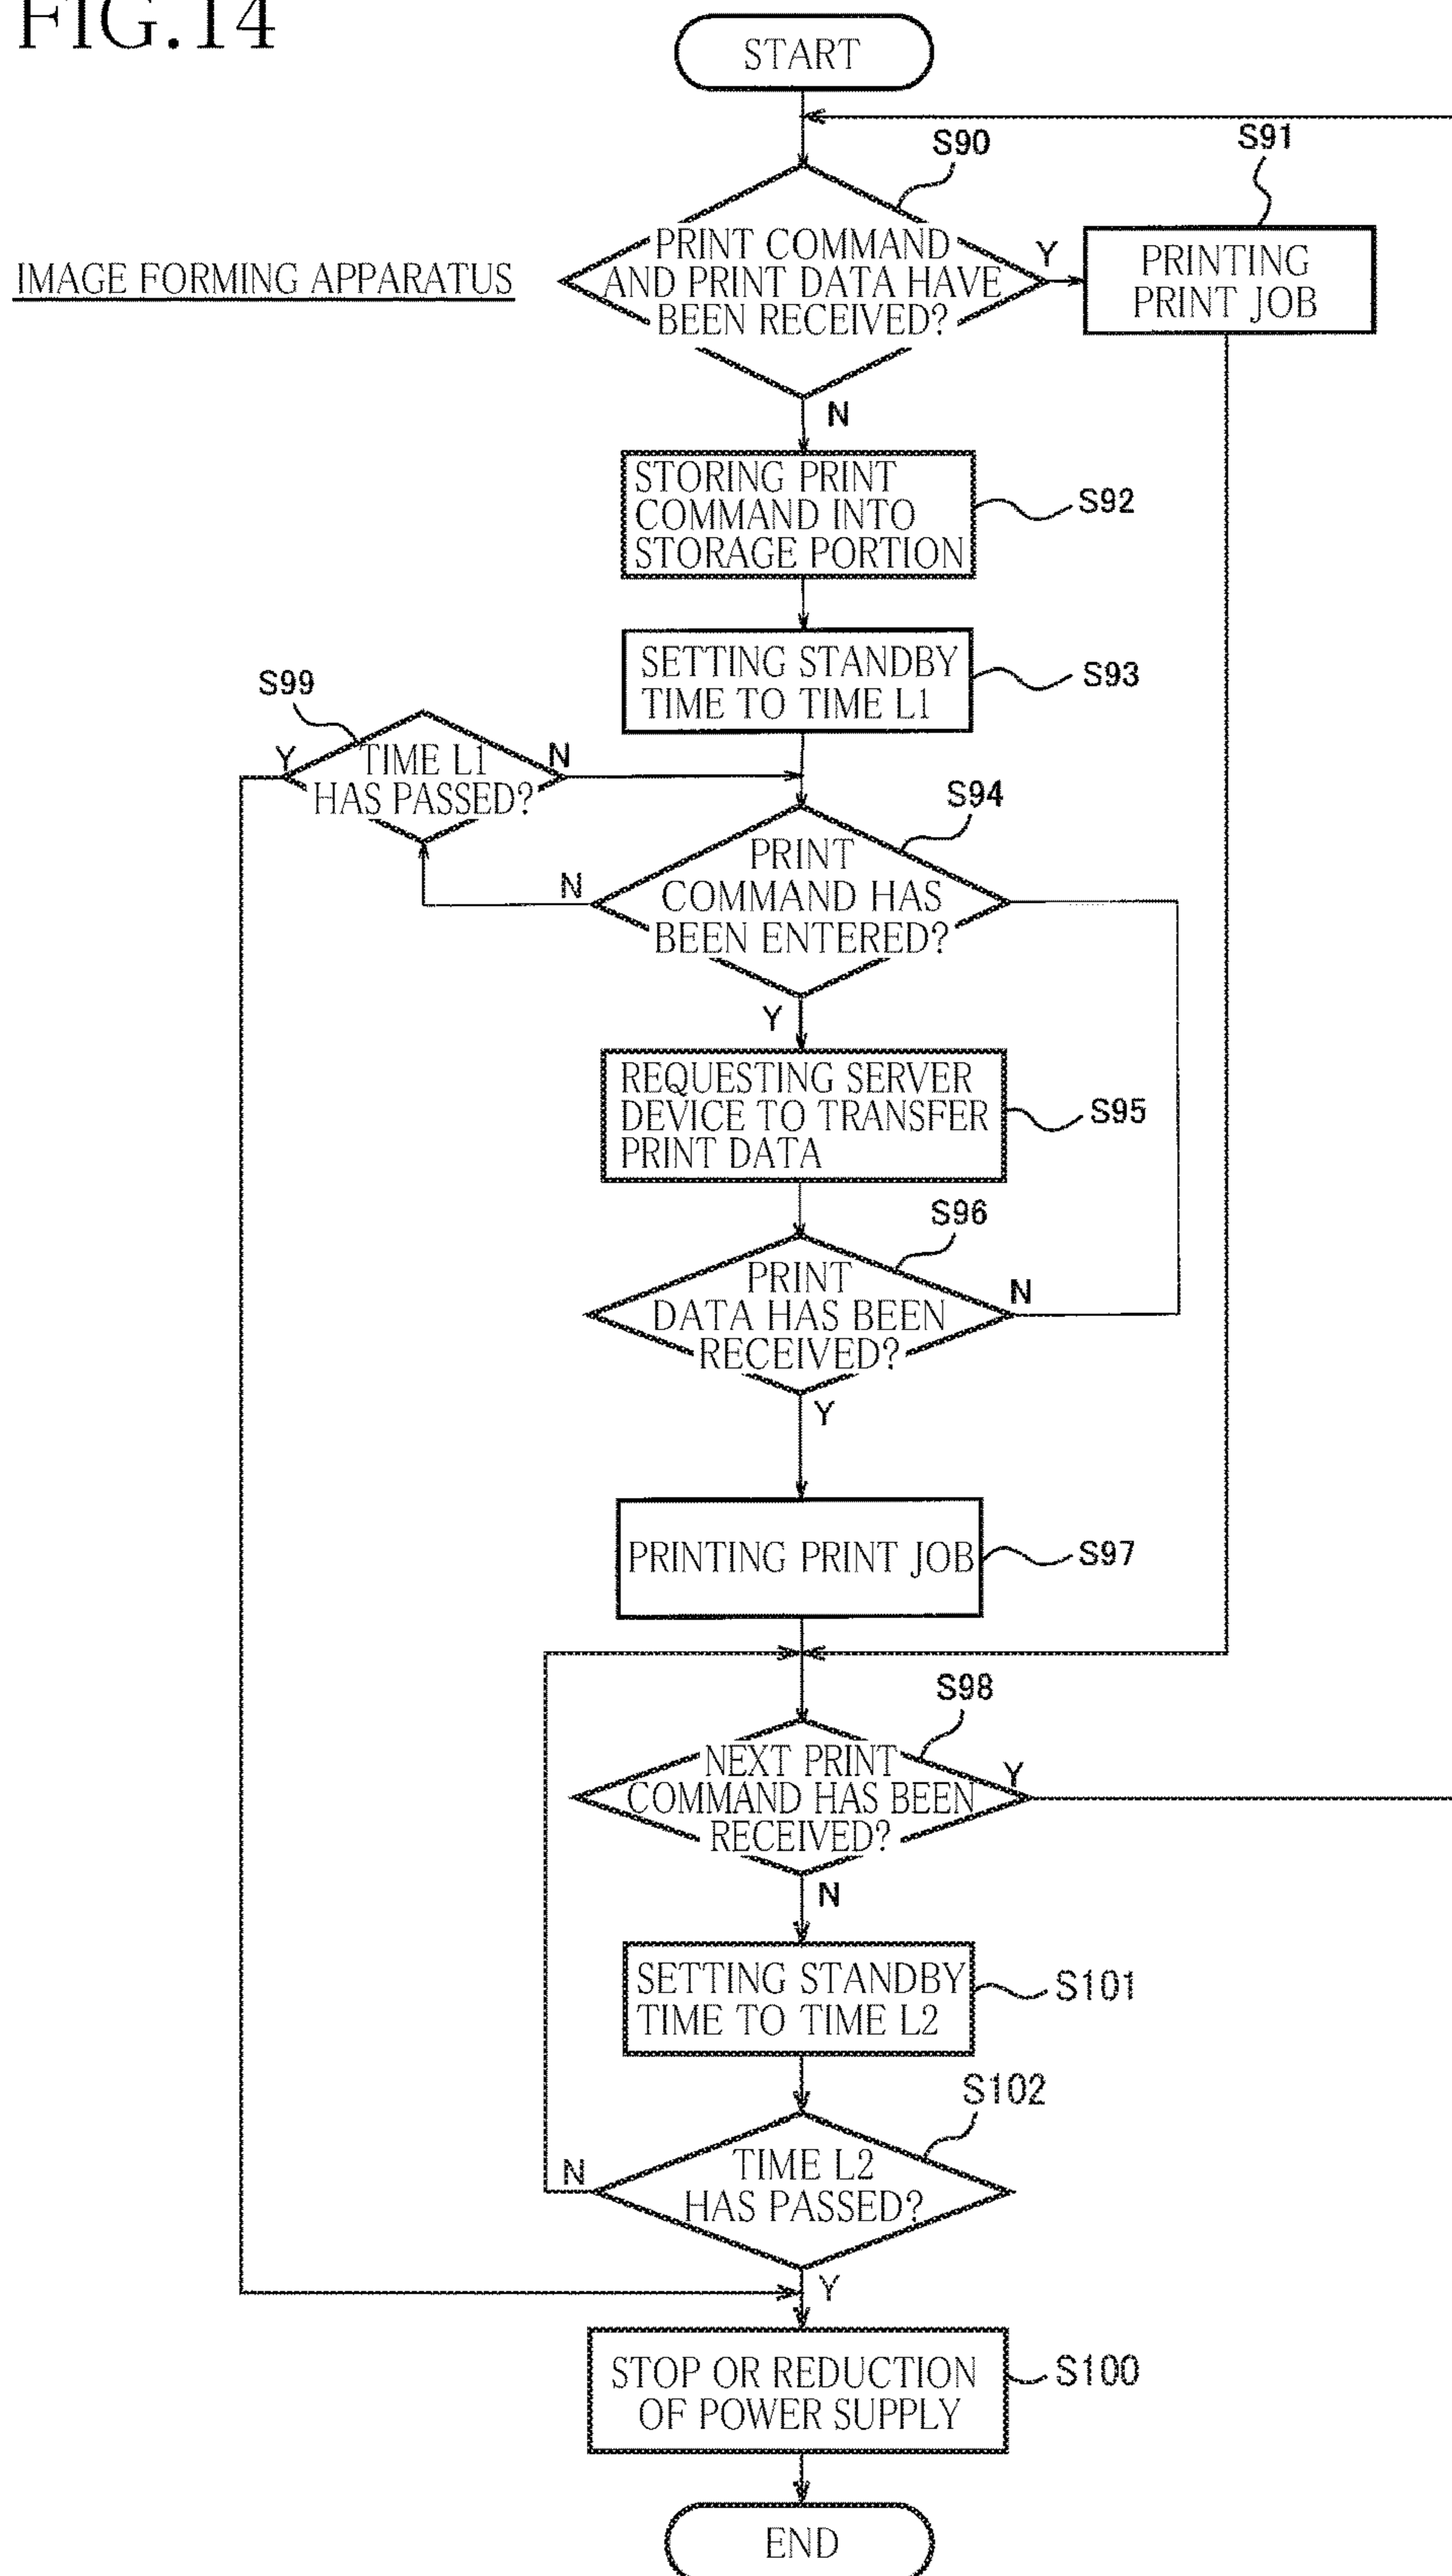 FIG.14
START
S90
S91
PRINT COMMAND
AND PRINT DATA HAVE
BEEN RECEIVED?
Y
PRINTING
PRINT JOB
IMAGE FORMING APPARATUS
N
STORING PRINT
COMMAND INTO
STORAGE PORTION
S92
SETTING STANDBY
TIME TO TIME L1
S93
S99
Y
TIME L1
HAS PASSED?
N
S94
PRINT
COMMAND HAS
BEEN ENTERED?
N
Y
REQUESTING SERVER
DEVICE TO TRANSFER
PRINT DATA
S95
S96
PRINT
DATA HAS BEEN
RECEIVED?
N
Y
PRINTING PRINT JOB
S97
S98
NEXT PRINT
COMMAND HAS BEEN
RECEIVED?
Y
N
SETTING STANDBY
TIME TO TIME L2
S101
S102
TIME L2
HAS PASSED?
N
Y
STOP OR REDUCTION
OF POWER SUPPLY
S100
END